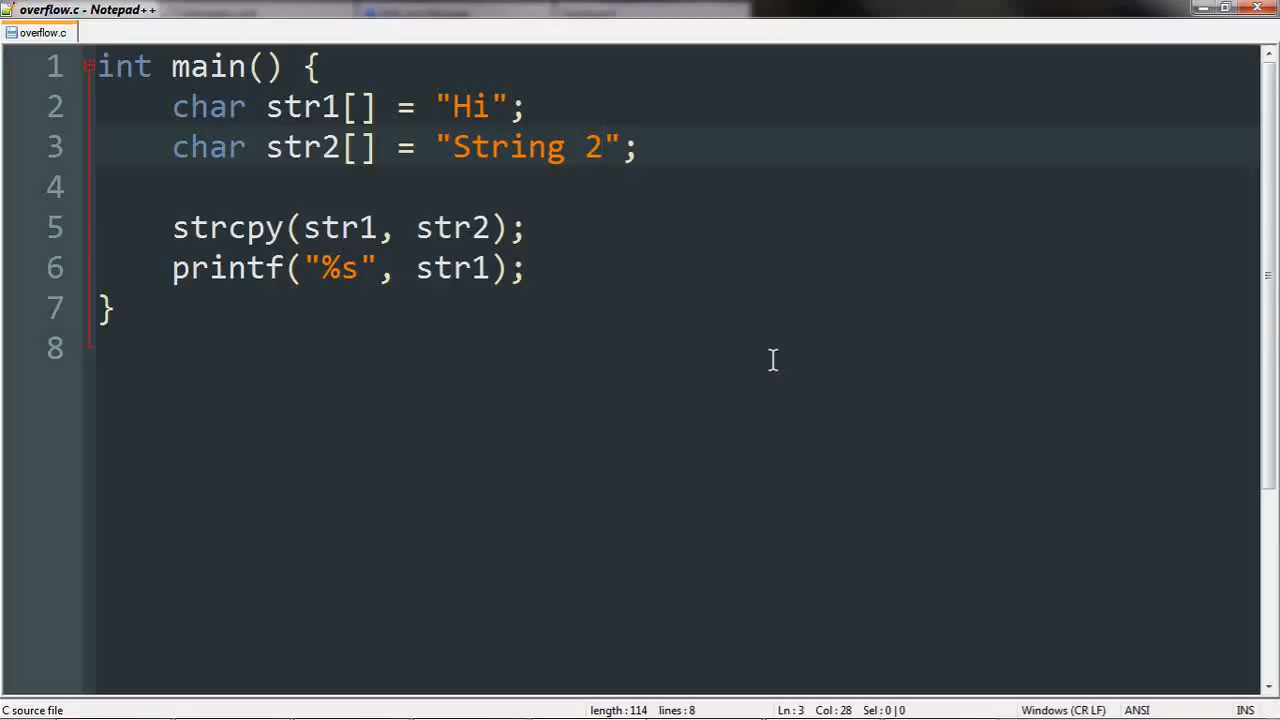 overflow.c - Notepad++
overflow.c
1 int main() {
2 char str1[] = "Hi";
3 char str2[] = "String 2";
4
5 strcpy(str1, str2);
6 printf("%s", str1);
7 }
8
C source file length : 114 lines : 8 Ln : 3 Col : 28 Sel : 0 | 0 Windows (CR LF) ANSI INS